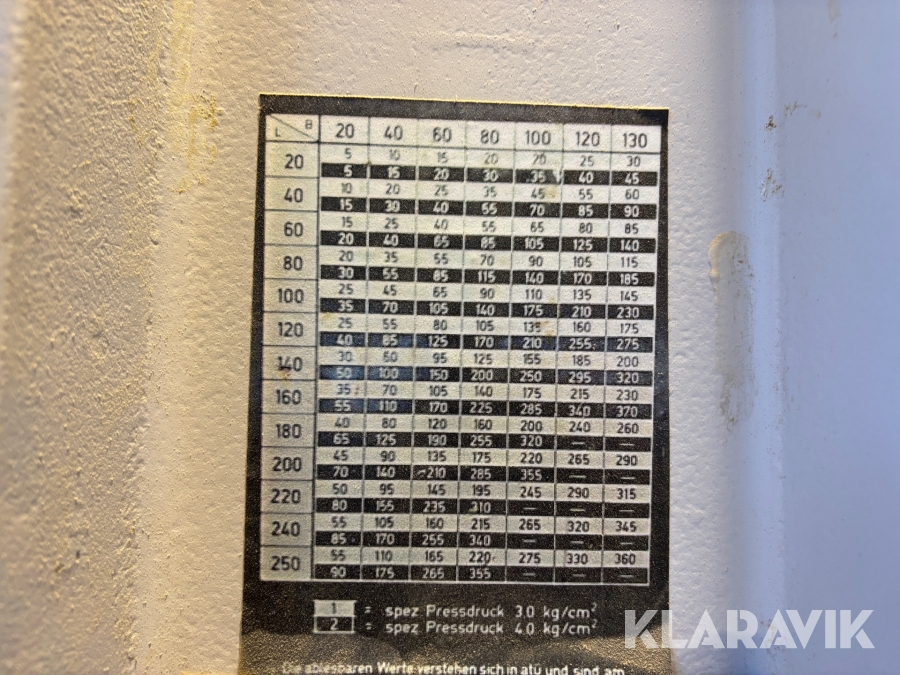 L B 20 40 60 80 100 120 130
20 5 10 15 20 20 25 30
5 15 20 30 35 40 45
40 10 20 25 35 45 55 60
15 30 40 55 70 85 90
60 15 25 40 55 65 80 85
20 40 65 85 105 125 140
80 20 35 55 70 90 105 115
30 55 85 115 140 170 185
100 25 45 65 90 110 135 145
35 70 105 140 175 210 230
120 25 55 80 105 135 160 175
40 85 125 170 210 255 275
140 30 60 95 125 155 185 200
50 100 150 200 250 295 320
160 35 70 105 140 175 215 230
55 110 170 225 285 340 370
180 40 80 120 160 200 240 260
65 125 190 255 320 — —
200 45 90 135 175 220 265 290
70 140 210 285 355 — —
220 50 95 145 195 245 290 315
80 155 235 310 — — —
240 55 105 160 215 265 320 345
85 170 255 340 — — —
250 55 110 165 220 275 330 360
90 175 265 355 — — —
1 = spez Pressdruck 3.0 kg/cm²
2 = spez Pressdruck 4.0 kg/cm²
Die ablesbaren Werte verstehen sich in atü und sind am
KLARAVIK